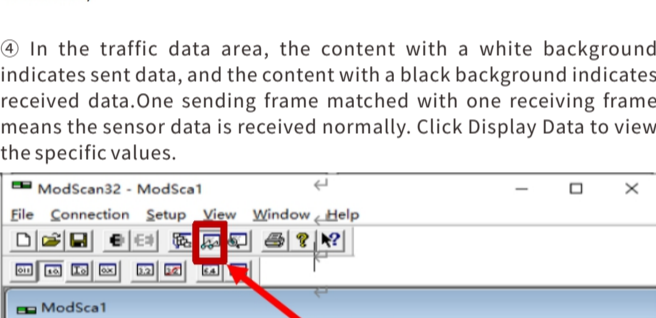 ④ In the traffic data area, the content with a white background
indicates sent data, and the content with a black background indicates
received data.One sending frame matched with one receiving frame
means the sensor data is received normally. Click Display Data to view
the specific values.
ModScan32 - ModSca1
File Connection Setup View Window Help
ModSca1